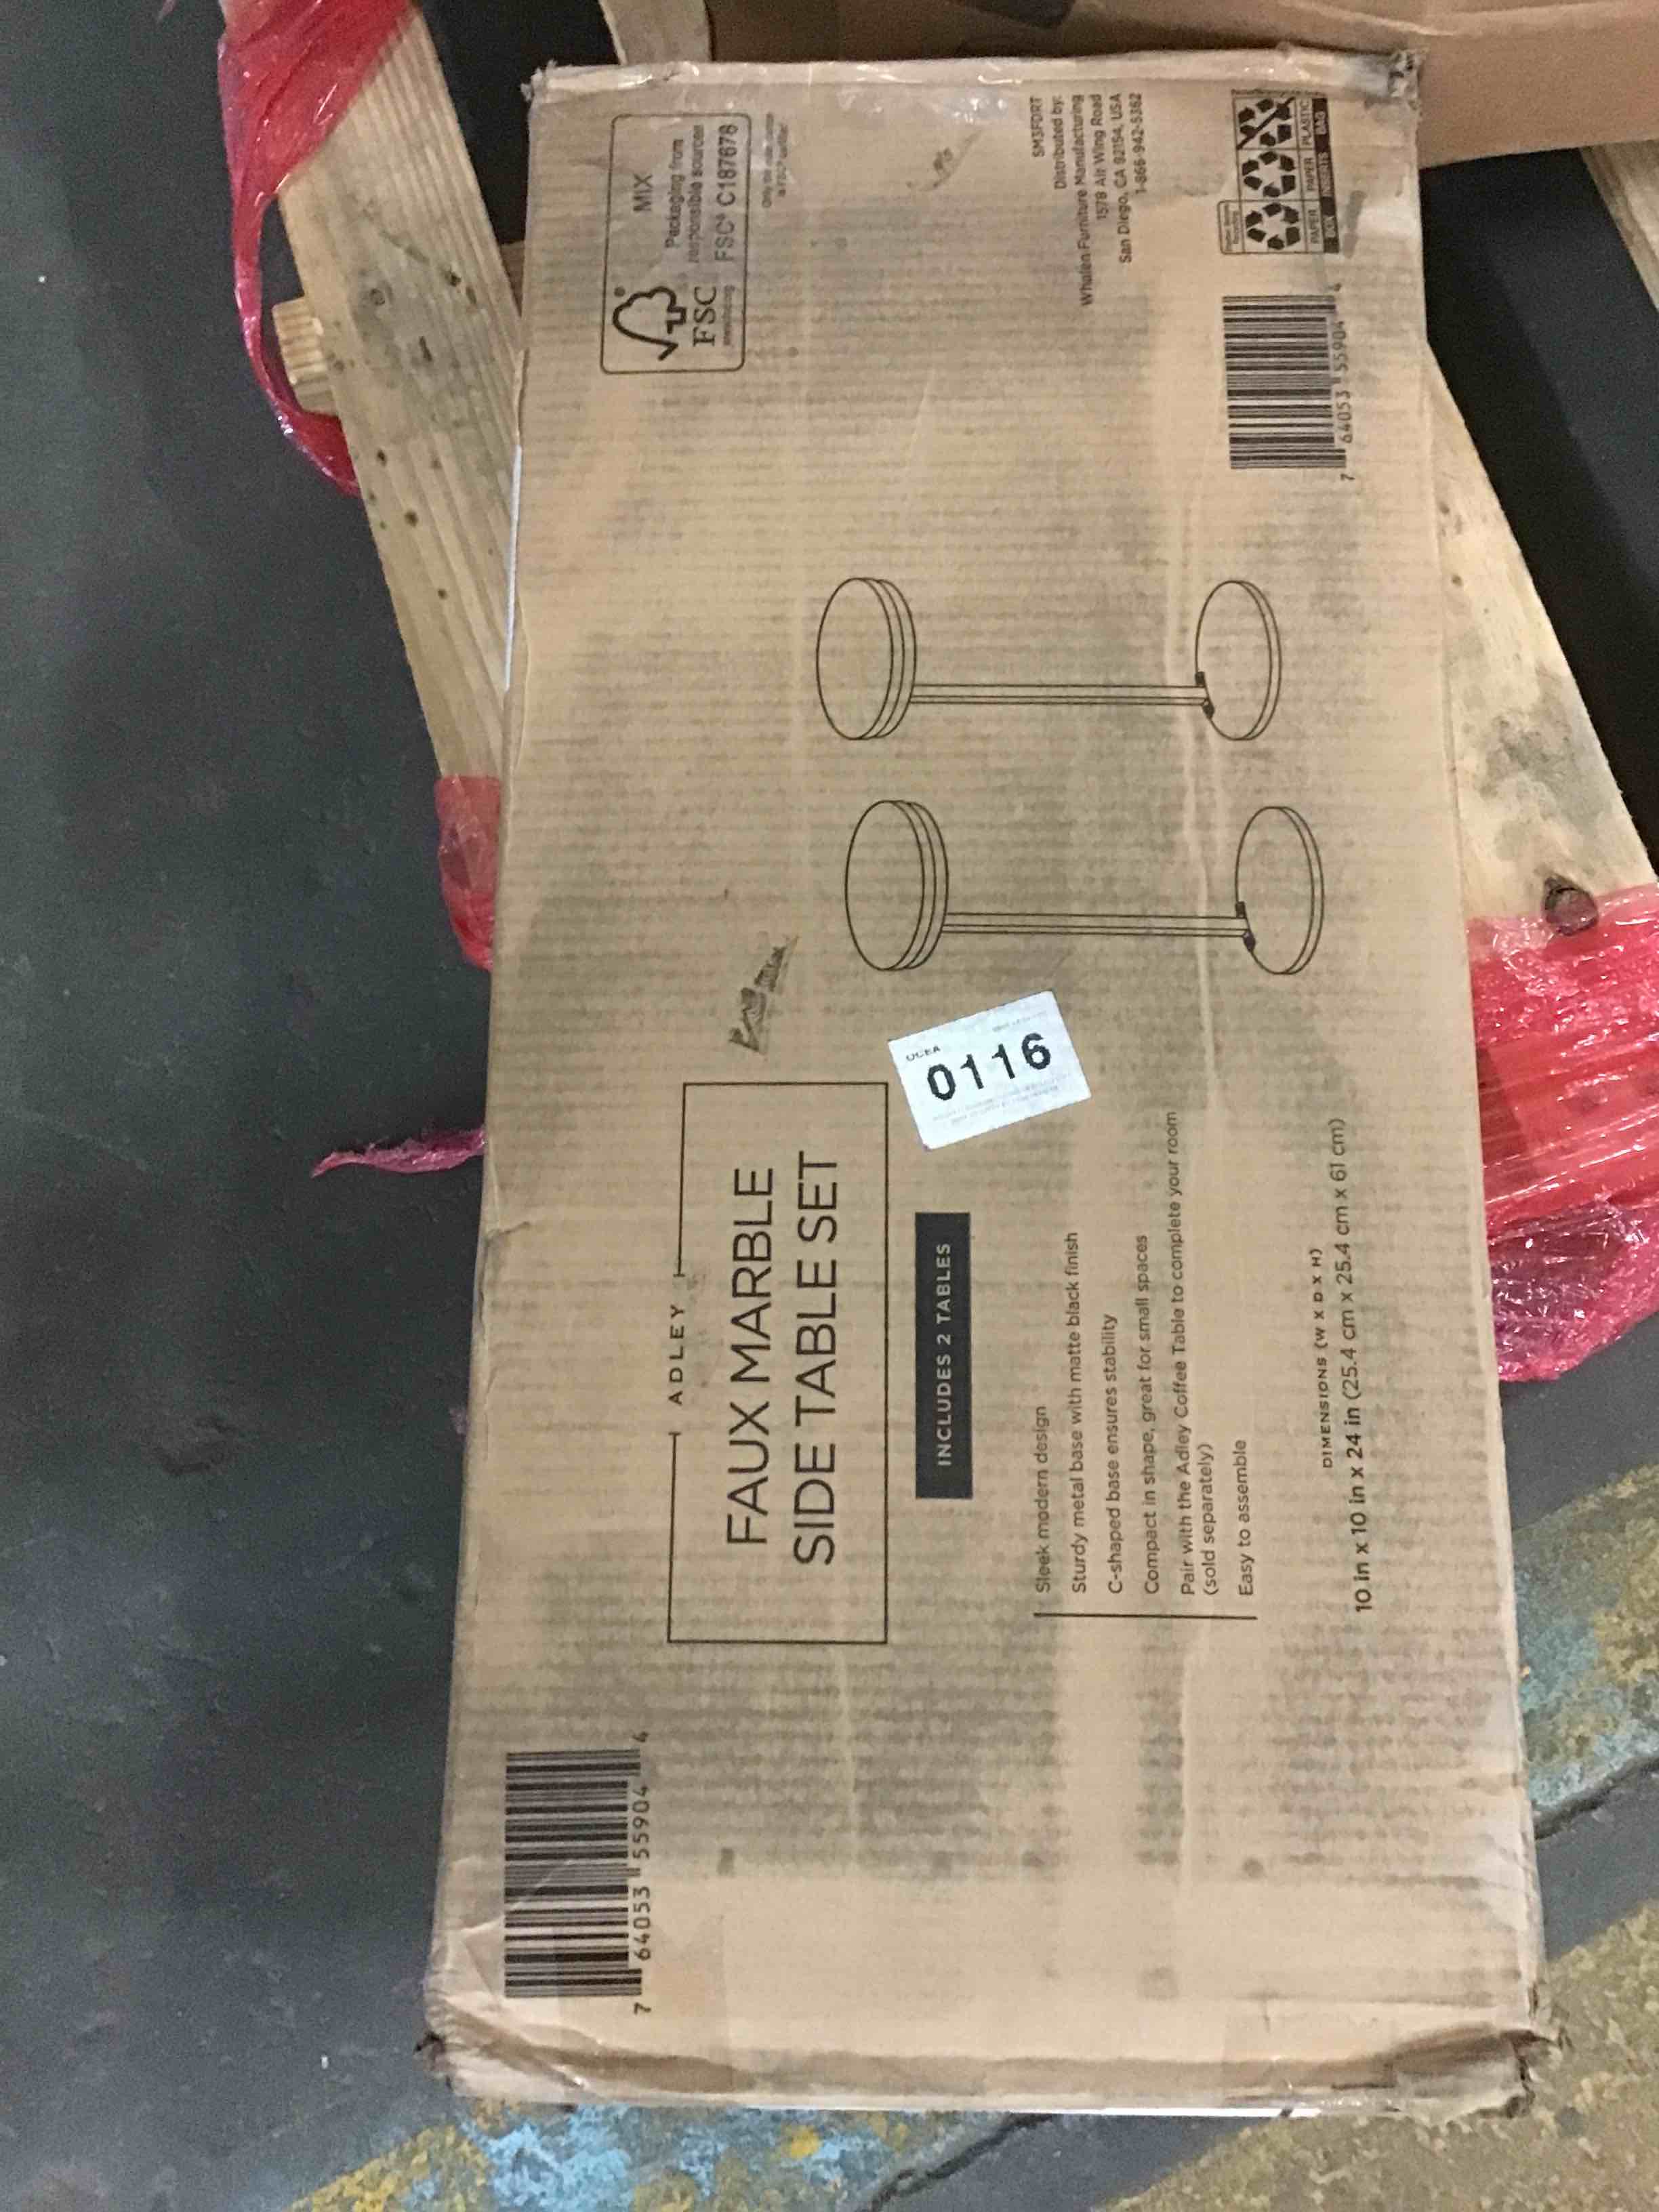 ADLEY
FAUX MARBLE
SIDE TABLE SET
INCLUDES 2 TABLES
Sleek modern design
Sturdy metal base with matte black finish
C-shaped base ensures stability
Compact in shape, great for small spaces
Pair with the Adley Coffee Table to complete your room
(sold separately)
Easy to assemble
DIMENSIONS (W X D X H)
10 in x 10 in x 24 in (25.4 cm x 25.4 cm x 61 cm)
7 64053 55904 4
0116
FSC
MIX
Packaging from
responsible sources
FSC® C187678
SM3FDRT
Distributed by:
Whalen Furniture Manufacturing
1578 Air Wing Road
San Diego, CA 92154, USA
1-866-942-5362
PAPER PAPER PLASTIC
BOX INSERTS BAG
7 64053 55904 4